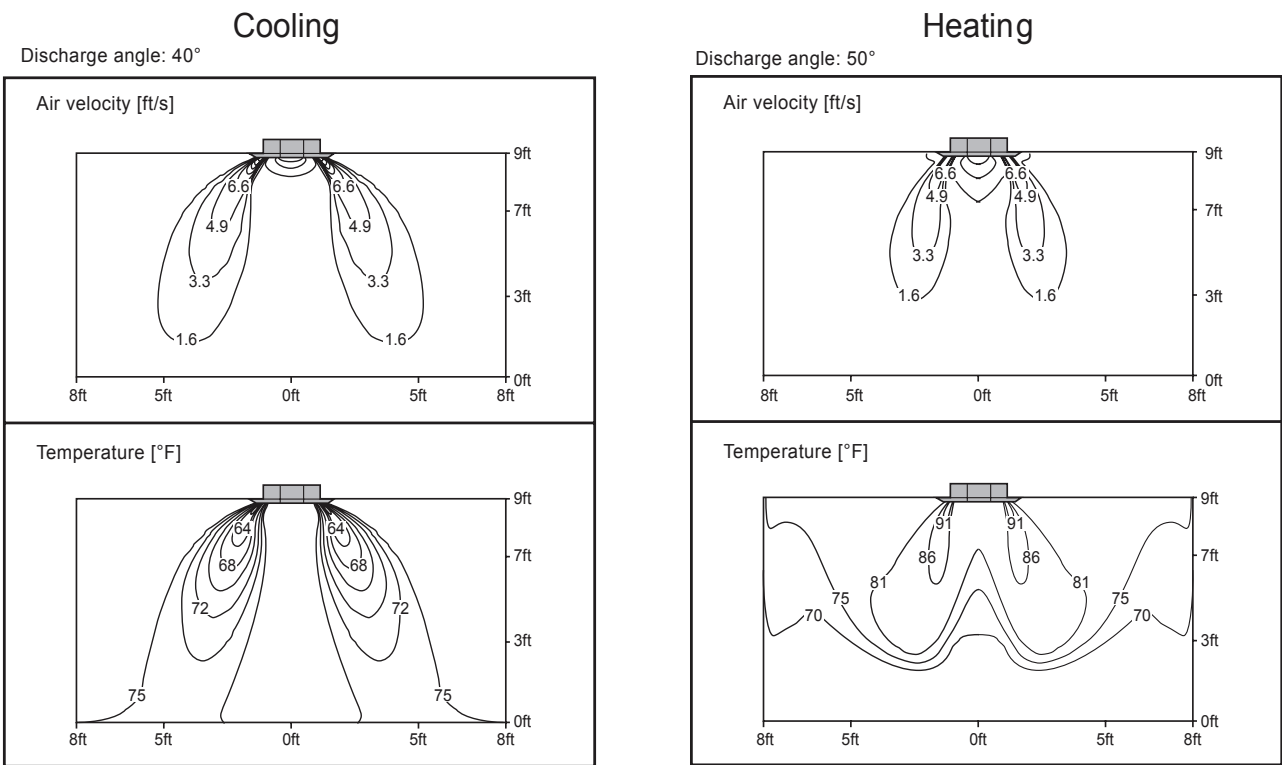 Cooling
Discharge angle: 40°
Air velocity [ft/s]
9ft
6.6 6.6
7ft
4.9 4.9
3.3 3.3
3ft
1.6 1.6
0ft
8ft 5ft 0ft 5ft 8ft
Temperature [°F]
9ft
64 64
7ft
68 68
72 72
3ft
75 75
0ft
8ft 5ft 0ft 5ft 8ft
Heating
Discharge angle: 50°
Air velocity [ft/s]
9ft
6.6 6.6
4.9 4.9
7ft
3.3 3.3
1.6 1.6
3ft
0ft
8ft 5ft 0ft 5ft 8ft
Temperature [°F]
9ft
91 91
86 86
7ft
81 81
75 75
70 70
3ft
0ft
8ft 5ft 0ft 5ft 8ft